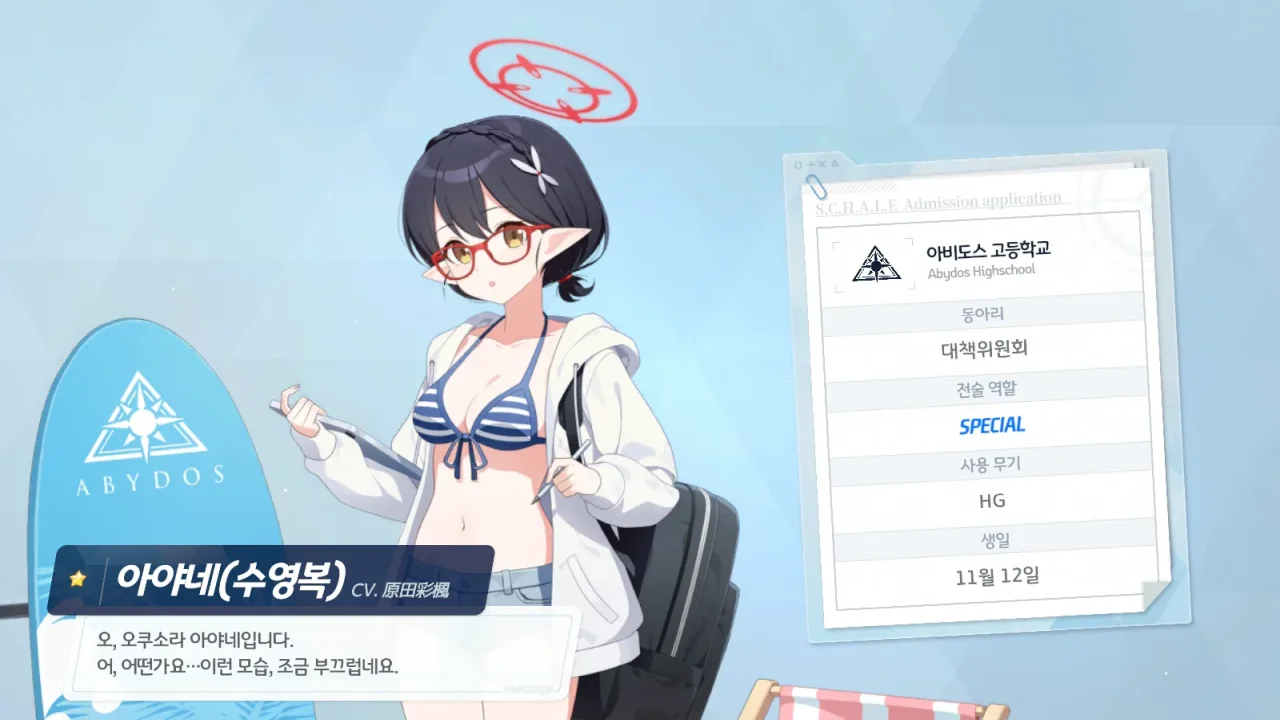 S.C.H.A.L.E Admission application
아비도스 고등학교
Abydos Highschool
동아리
대책위원회
전술 역할
SPECIAL
사용 무기
HG
생일
11월 12일
ABYDOS
아야네(수영복) CV. 原田彩楓
오, 오쿠소라 아야네입니다.
어, 어떤가요…이런 모습, 조금 부끄럽네요.
message